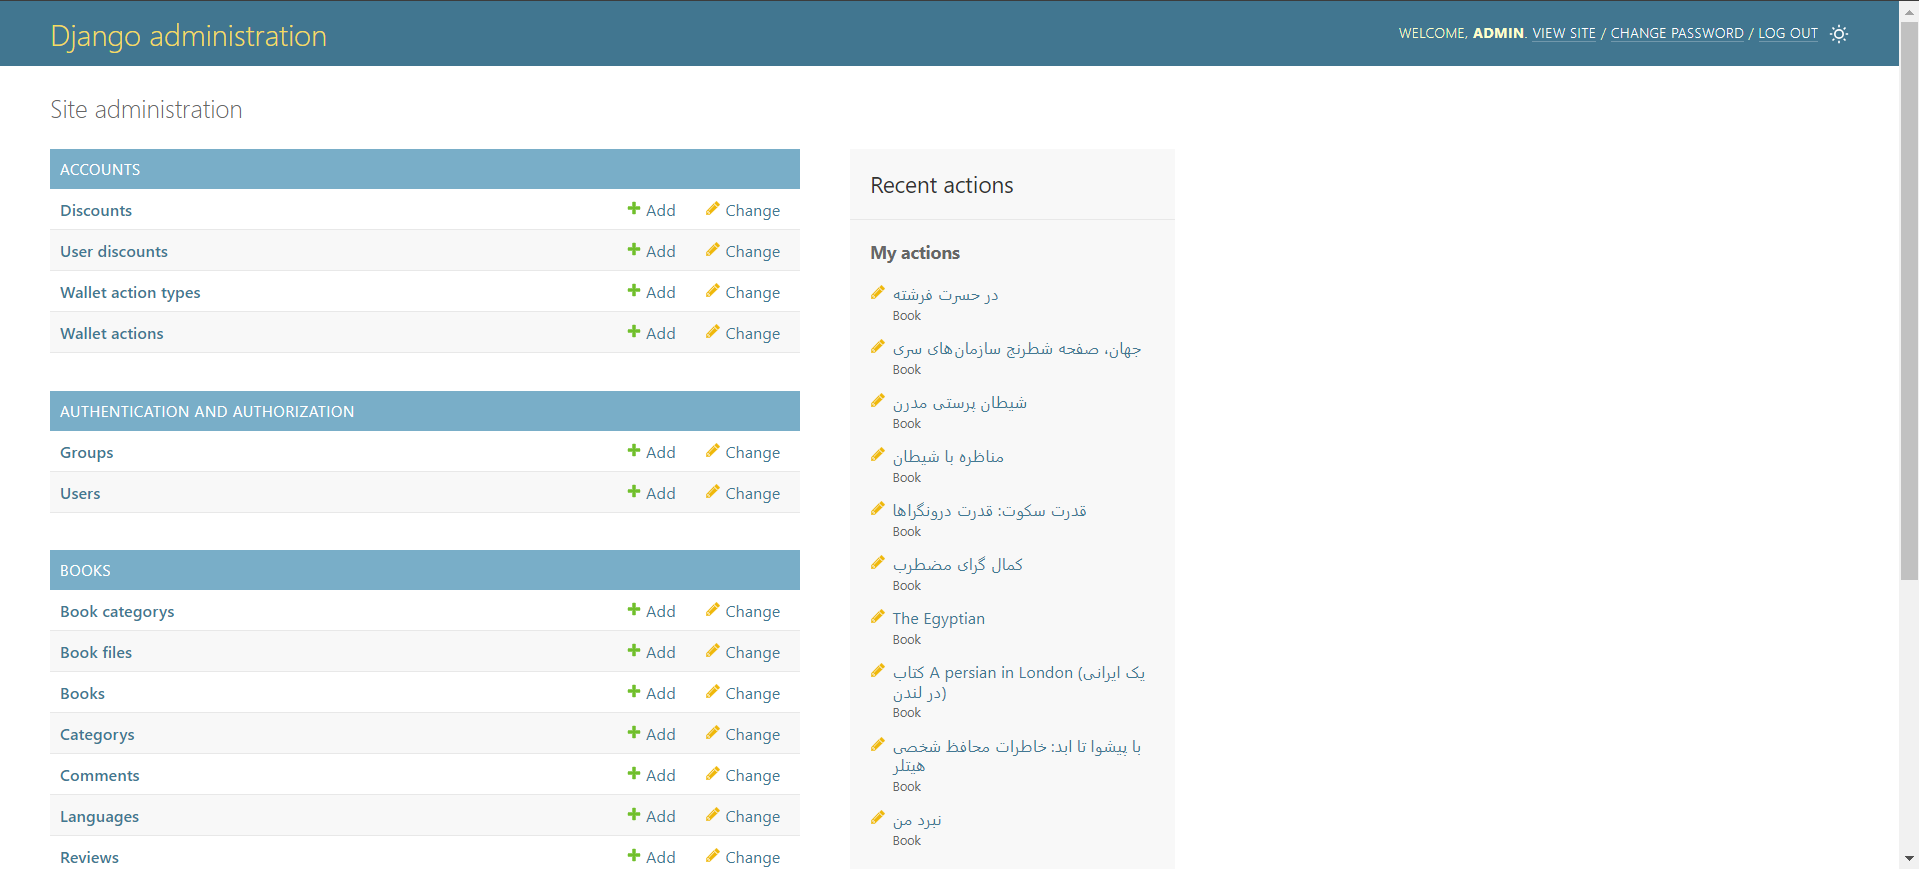 Django administration
WELCOME, ADMIN. VIEW SITE / CHANGE PASSWORD / LOG OUT
Site administration
ACCOUNTS
Discounts Add Change
User discounts Add Change
Wallet action types Add Change
Wallet actions Add Change
AUTHENTICATION AND AUTHORIZATION
Groups Add Change
Users Add Change
BOOKS
Book categorys Add Change
Book files Add Change
Books Add Change
Categorys Add Change
Comments Add Change
Languages Add Change
Reviews Add Change
Recent actions
My actions
در حسرت فرشته
Book
جهان، صفحه شطرنج سازمان‌های سری
Book
شیطان پرستی مدرن
Book
مناظره با شیطان
Book
قدرت سکوت: قدرت درونگراها
Book
کمال گرای مضطرب
Book
The Egyptian
Book
کتاب A persian in London (یک ایرانی
در لندن)
Book
با پیشوا تا ابد: خاطرات محافظ شخصی
هیتلر
Book
نبرد من
Book